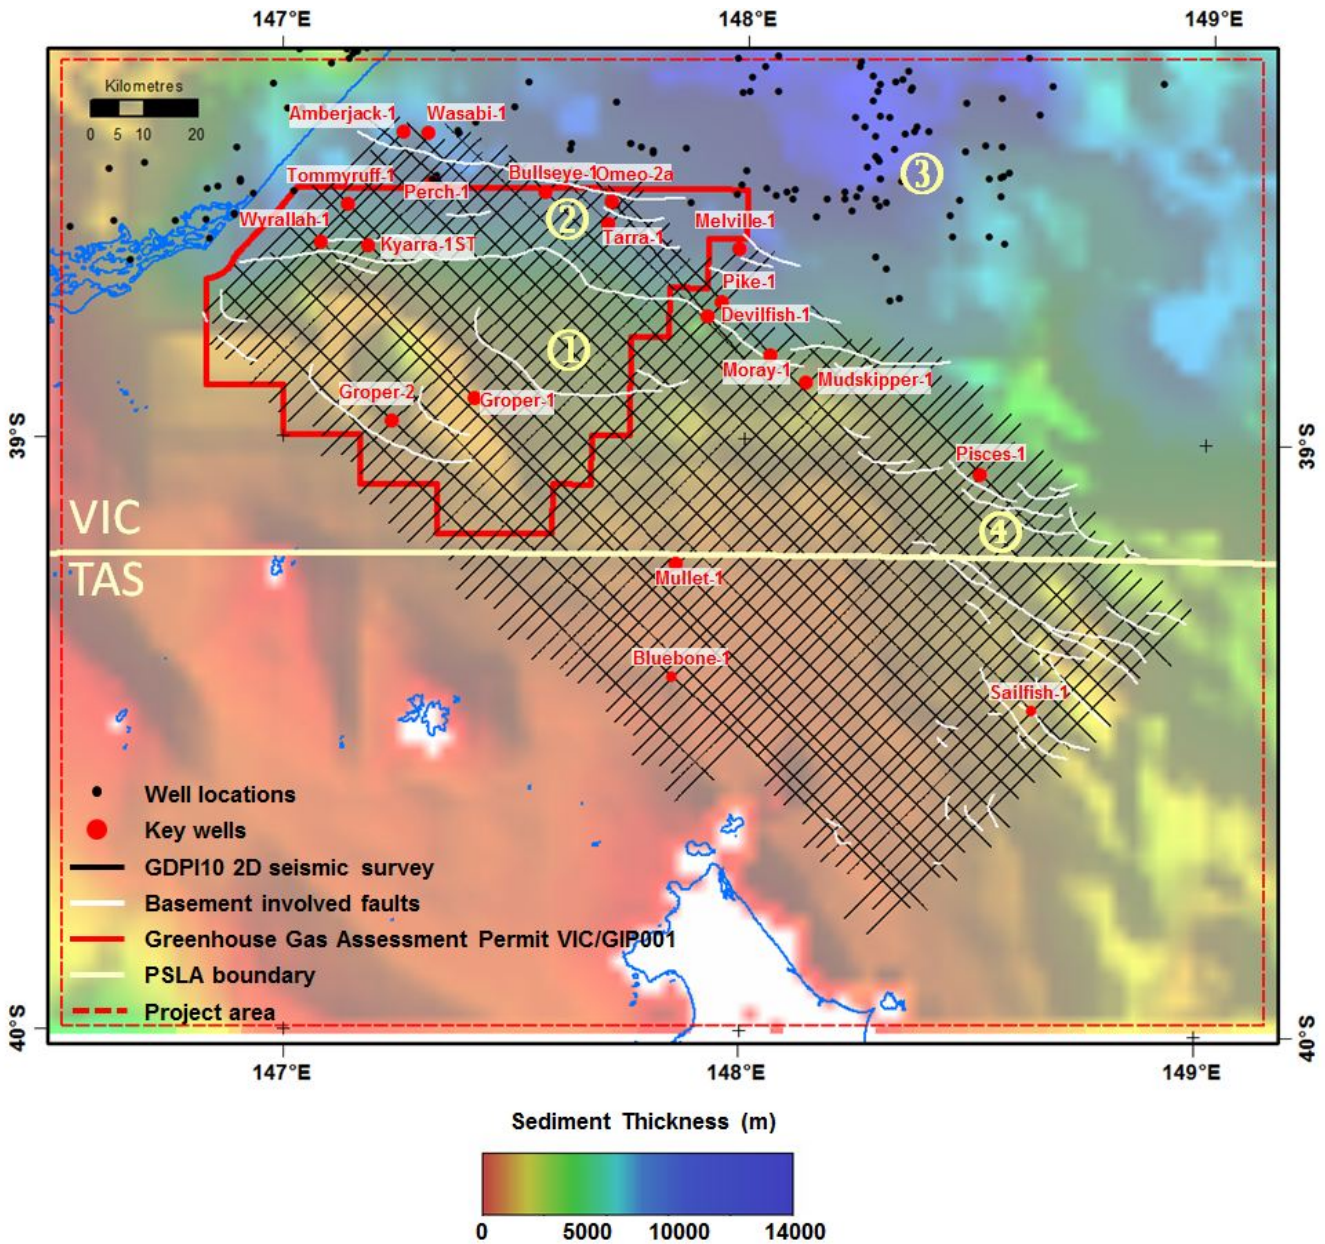 147°E 148°E 149°E
Kilometres
0 5 10 20
Amberjack-1 Wasabi-1
Tommyruff-1 Perch-1 Bullseye-1 Omeo-2a ③
Wyrallah-1 Kyarra-1ST ② Tarra-1 Melville-1
Pike-1
Devilfish-1
①
Moray-1 Mudskipper-1
Groper-2 Groper-1
39°S 39°S
Pisces-1
VIC ④
TAS
Mullet-1
Bluebone-1
Sailfish-1
Well locations
Key wells
GDPI10 2D seismic survey
Basement involved faults
Greenhouse Gas Assessment Permit VIC/GIP001
PSLA boundary
Project area
40°S 40°S
147°E 148°E 149°E
Sediment Thickness (m)
0 5000 10000 14000